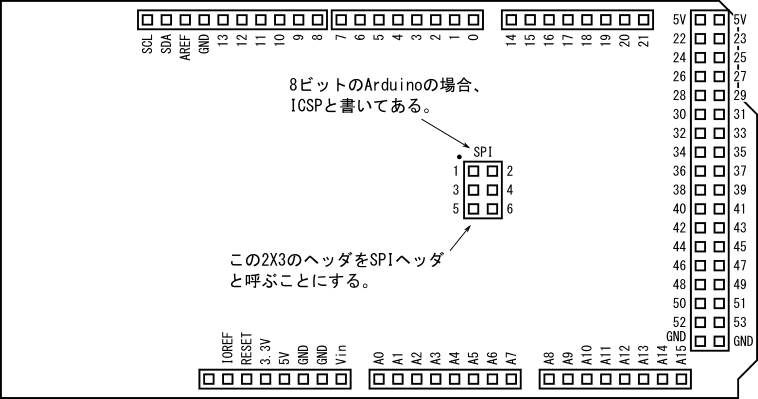 SCL SDA AREF GND 13 12 11 10 9 8 7 6 5 4 3 2 1 0 14 15 16 17 18 19 20 21
5V 5V
22 23
24 25
26 27
28 29
30 31
32 33
34 35
36 37
38 39
40 41
42 43
44 45
46 47
48 49
50 51
52 53
GND GND
8ビットのArduinoの場合、
ICSPと書いてある。
SPI
1 2
3 4
5 6
この2X3のヘッダをSPIヘッダ
と呼ぶことにする。
IOREF RESET 3.3V 5V GND GND Vin A0 A1 A2 A3 A4 A5 A6 A7 A8 A9 A10 A11 A12 A13 A14 A15